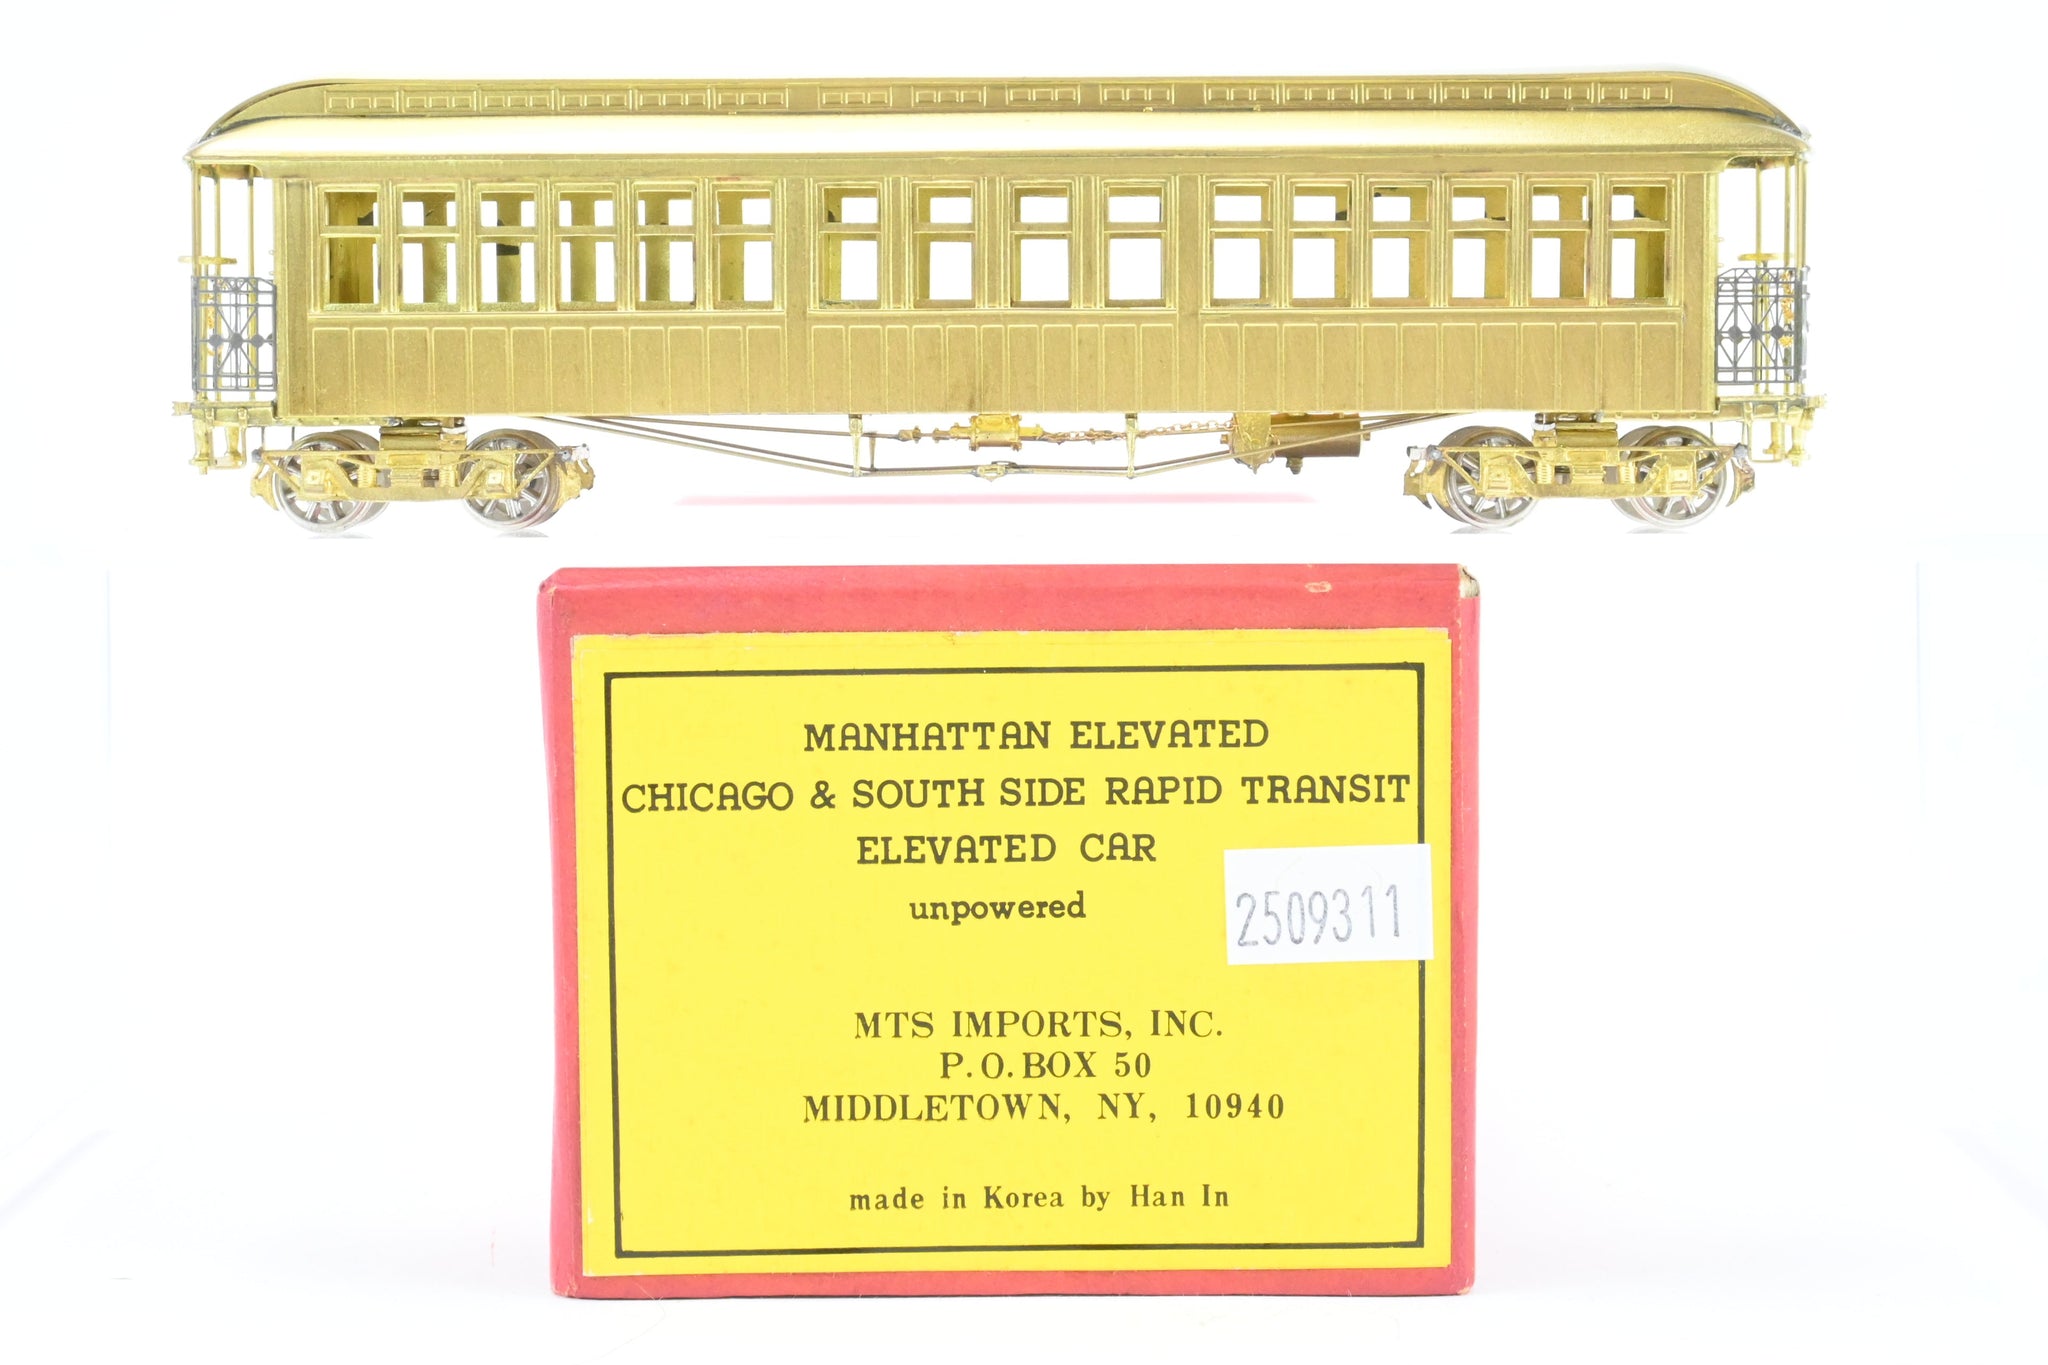 MANHATTAN ELEVATED
CHICAGO & SOUTH SIDE RAPID TRANSIT
ELEVATED CAR
unpowered
2509311
MTS IMPORTS, INC.
P.O. BOX 50
MIDDLETOWN, NY, 10940
made in Korea by Han In